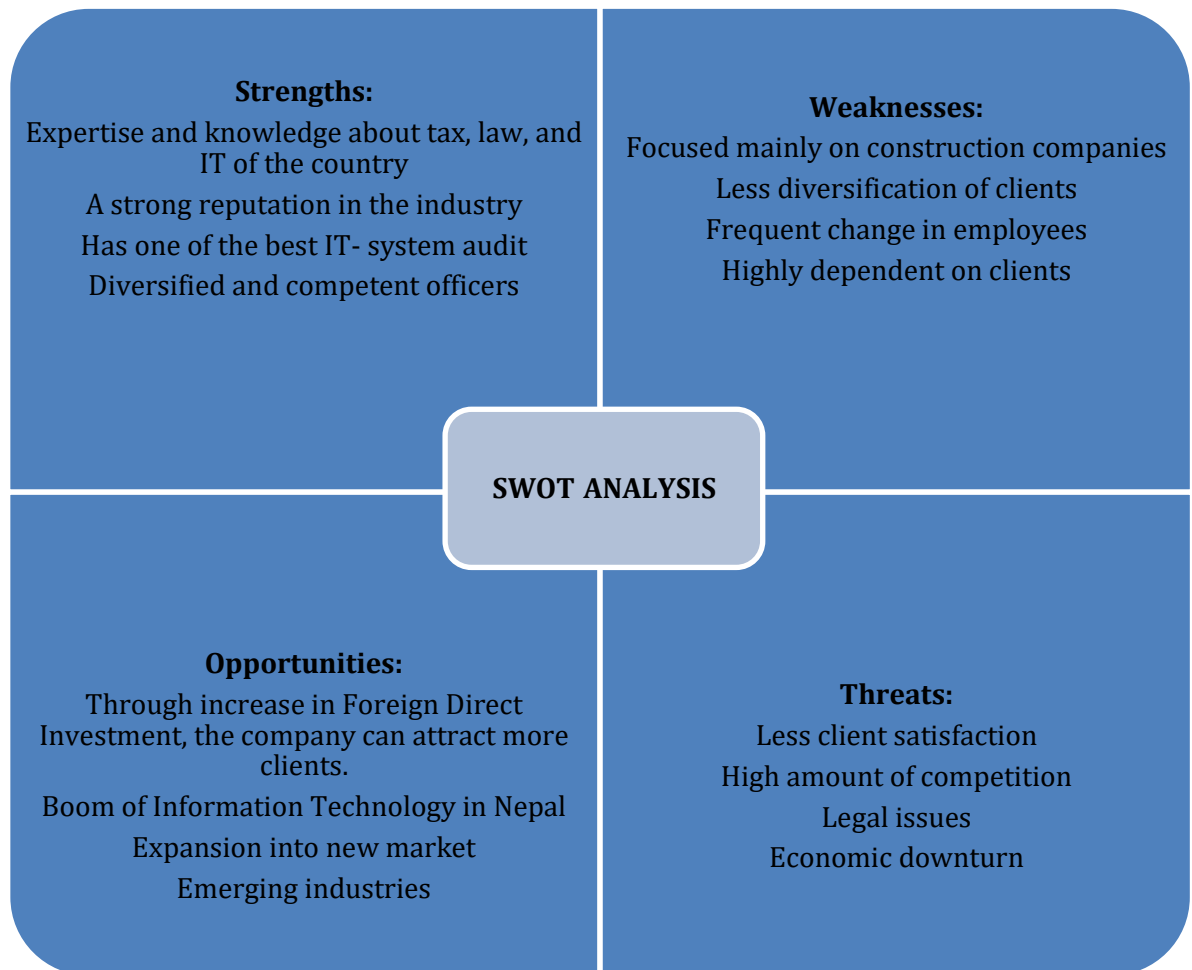 Strengths:
Expertise and knowledge about tax, law, and
IT of the country
A strong reputation in the industry
Has one of the best IT- system audit
Diversified and competent officers
Weaknesses:
Focused mainly on construction companies
Less diversification of clients
Frequent change in employees
Highly dependent on clients
SWOT ANALYSIS
Opportunities:
Through increase in Foreign Direct
Investment, the company can attract more
clients.
Boom of Information Technology in Nepal
Expansion into new market
Emerging industries
Threats:
Less client satisfaction
High amount of competition
Legal issues
Economic downturn